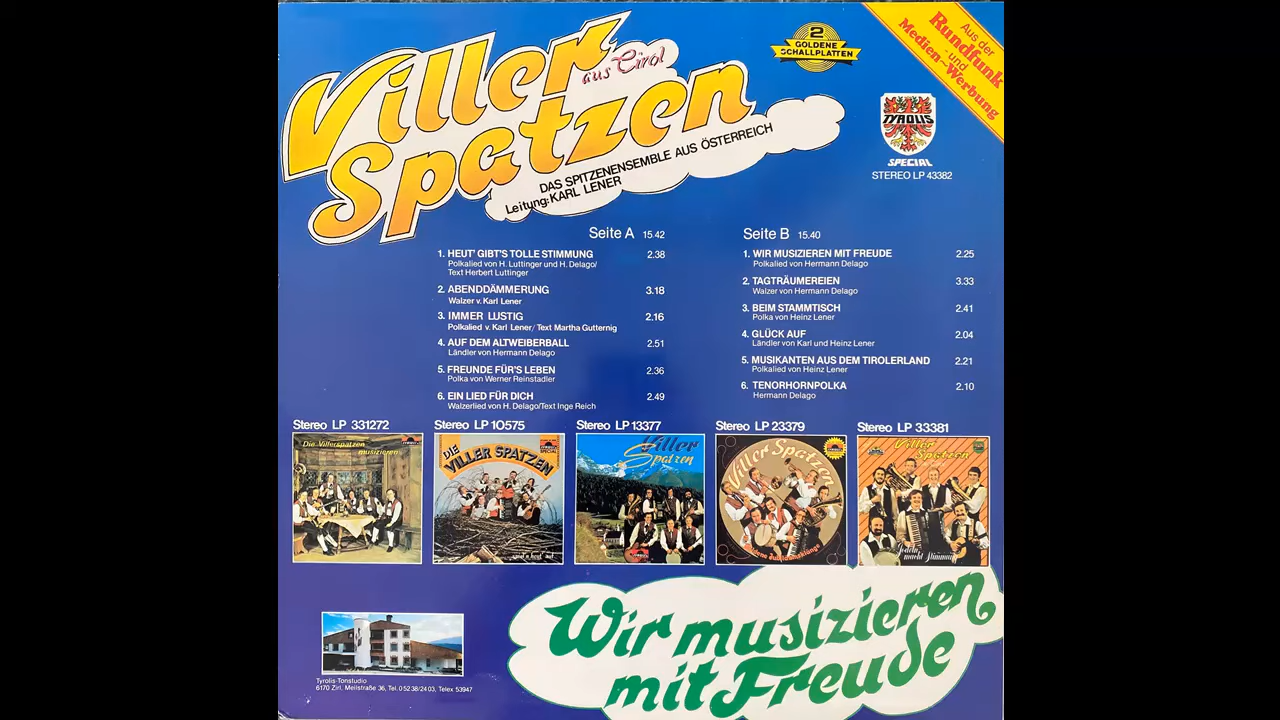 Viller
aus Tirol
Spatzen
DAS SPITZENENSEMBLE AUS ÖSTERREICH
Leitung: KARL LENER
2
GOLDENE
SCHALLPLATTEN
Aus der
Rundfunk
- und
Medien-Werbung
TYROLIS
SPECIAL
STEREO LP 43382
Seite A 15.42
1. HEUT' GIBT'S TOLLE STIMMUNG 2.38
Polkalied von H. Luttinger und H. Delago/
Text Herbert Luttinger
2. ABENDDÄMMERUNG 3.18
Walzer v. Karl Lener
3. IMMER LUSTIG 2.16
Polkalied v. Karl Lener/ Text Martha Gutternig
4. AUF DEM ALTWEIBERBALL 2.51
Ländler von Hermann Delago
5. FREUNDE FÜR'S LEBEN 2.36
Polka von Werner Reinstadler
6. EIN LIED FÜR DICH 2.49
Walzerlied von H. Delago/Text Inge Reich
Seite B 15.40
1. WIR MUSIZIEREN MIT FREUDE 2.25
Polkalied von Hermann Delago
2. TAGTRÄUMEREIEN 3.33
Walzer von Hermann Delago
3. BEIM STAMMTISCH 2.41
Polka von Heinz Lener
4. GLÜCK AUF 2.04
Ländler von Karl und Heinz Lener
5. MUSIKANTEN AUS DEM TIROLERLAND 2.21
Polkalied von Heinz Lener
6. TENORHORNPOLKA 2.10
Hermann Delago
Stereo LP 331272
Stereo LP 10575
Stereo LP 13377
Stereo LP 23379
Stereo LP 33381
Die Villerspatzen
musizieren
DIE
VILLER SPATZEN
Viller
Spatzen
Viller Spatzen
Viller
Spatzen
Wir musizieren
mit Freude
Tyrolis-Tonstudio
6170 Zirl, Meilstraße 36, Tel. 05238/2403, Telex 53947